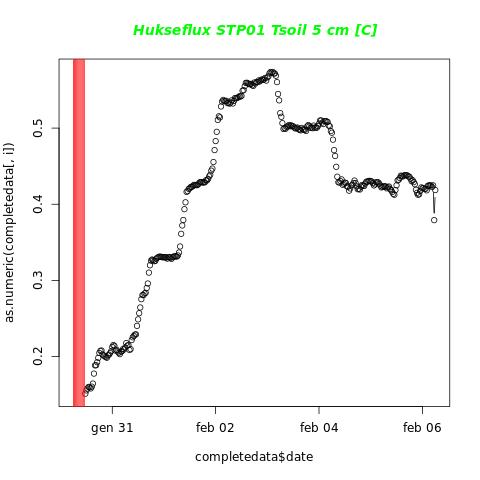 Hukseflux STP01 Tsoil 5 cm [C]
as.numeric(completedata[, i])
0.5
0.4
0.3
0.2
gen 31
feb 02
feb 04
feb 06
completedata$date